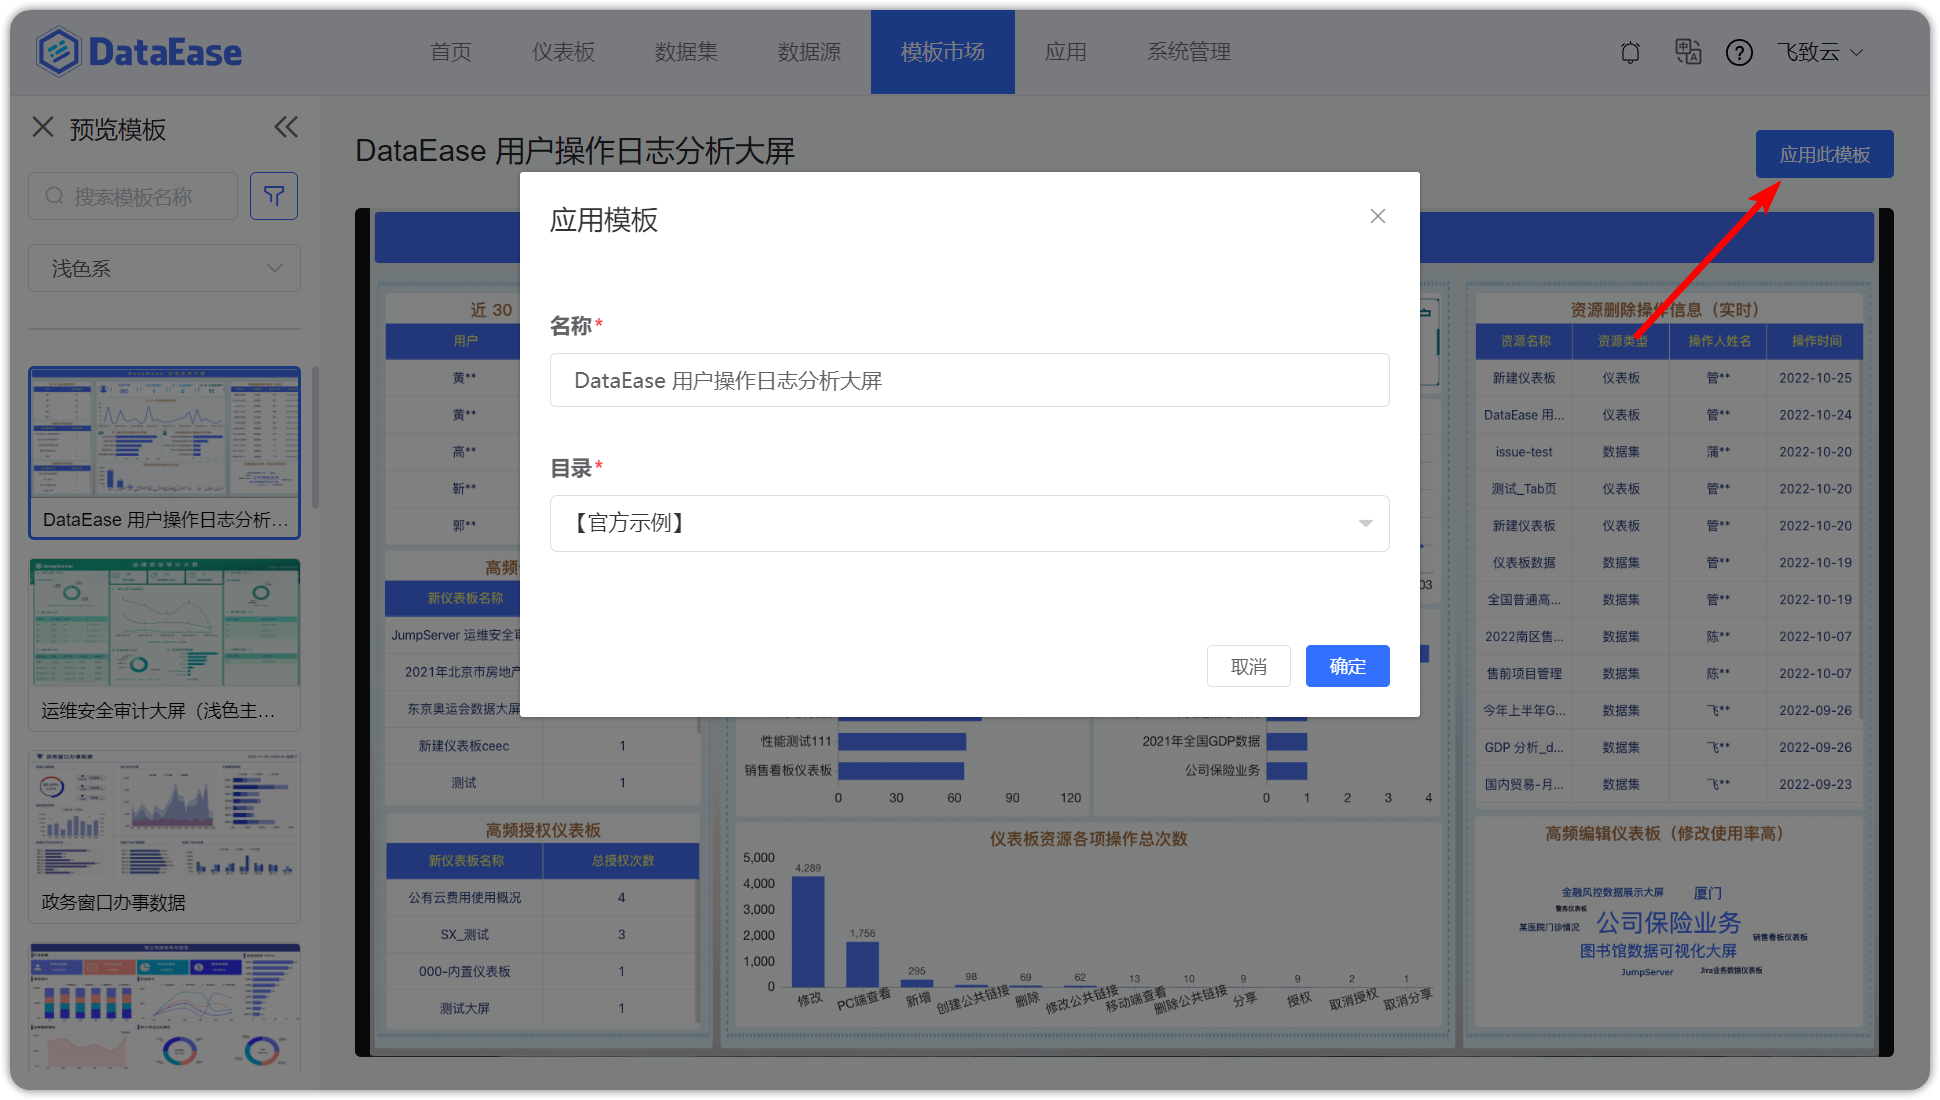 DataEase
首页
仪表板
数据集
数据源
模板市场
应用
系统管理
飞致云
预览模板
搜索模板名称
浅色系
DataEase 用户操作日志分析...
运维安全审计大屏（浅色主...
政务窗口办事数据
DataEase 用户操作日志分析大屏
应用此模板
应用模板
名称*
DataEase 用户操作日志分析大屏
目录*
【官方示例】
取消
确定
近 30
用户
黄**
黄**
高**
靳**
郭**
高频
新仪表板名称
JumpServer 运维安全
2021年北京市房地产
东京奥运会数据大屏
新建仪表板ceec 1
测试 1
高频授权仪表板
新仪表板名称 总授权次数
公有云费用使用概况 4
SX_测试 3
000-内置仪表板 1
测试大屏 1
03
性能测试111
销售看板仪表板
0 30 60 90 120
2021年全国GDP数据
公司保险业务
0 1 2 3 4
仪表板资源各项操作总次数
5,000
4,000
3,000
2,000
1,000
0
4,289 1,756 295 98 69 62 13 10 9 9 2 1
修改 PC端查看 新增 创建公共链接 删除 修改公共链接 移动端查看 删除公共链接 分享 授权 取消授权 取消分享
资源删除操作信息（实时）
资源名称 资源类型 操作人姓名 操作时间
新建仪表板 仪表板 管** 2022-10-25
DataEase 用... 仪表板 管** 2022-10-24
issue-test 数据集 蒲** 2022-10-20
测试_Tab页 仪表板 管** 2022-10-20
新建仪表板 仪表板 管** 2022-10-20
仪表板数据 数据集 管** 2022-10-19
全国普通高... 数据集 管** 2022-10-19
2022南区售... 数据集 陈** 2022-10-07
售前项目管理 数据集 陈** 2022-10-07
今年上半年G... 数据集 飞** 2022-09-26
GDP 分析_d... 数据集 飞** 2022-09-26
国内贸易-月... 数据集 飞** 2022-09-23
高频编辑仪表板（修改使用率高）
金融风控数据展示大屏 厦门
警务仪表板
某医院门诊情况 公司保险业务 销售看板仪表板
图书馆数据可视化大屏
JumpServer Jira业务数据仪表板